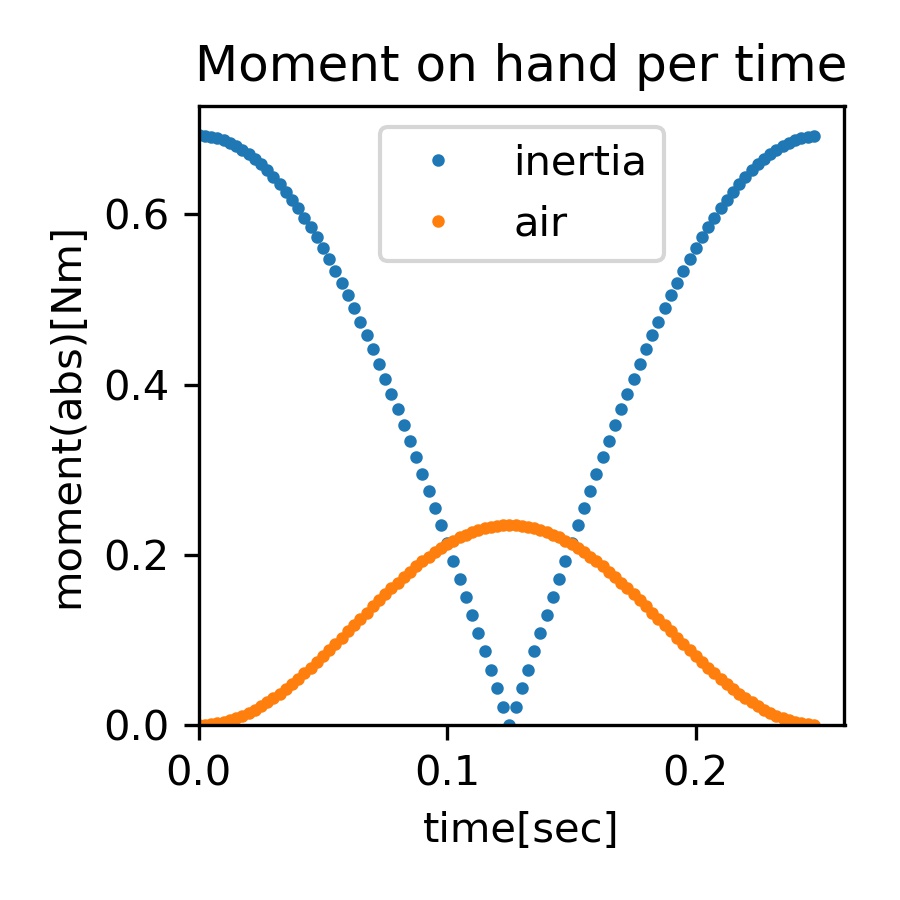 Moment on hand per time
inertia
air
moment(abs)[Nm]
0.6
0.4
0.2
0.0
0.0 0.1 0.2
time[sec]